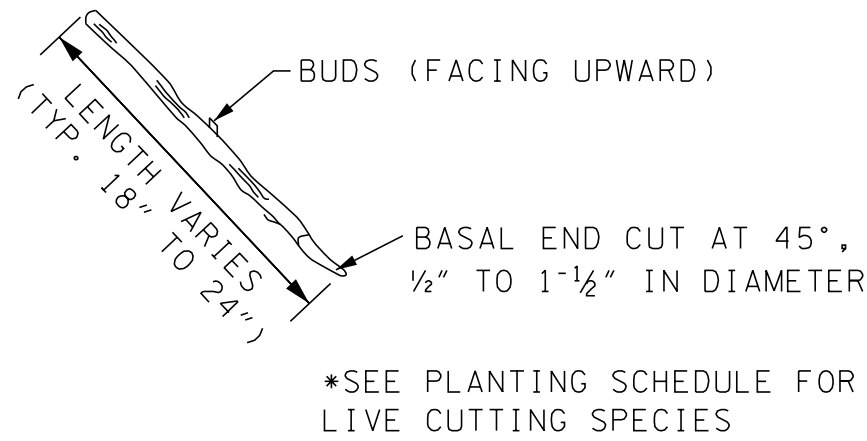 BUDS (FACING UPWARD)
LENGTH VARIES
(TYP. 18" TO 24")
BASAL END CUT AT 45°,
½" TO 1-½" IN DIAMETER
*SEE PLANTING SCHEDULE FOR
LIVE CUTTING SPECIES